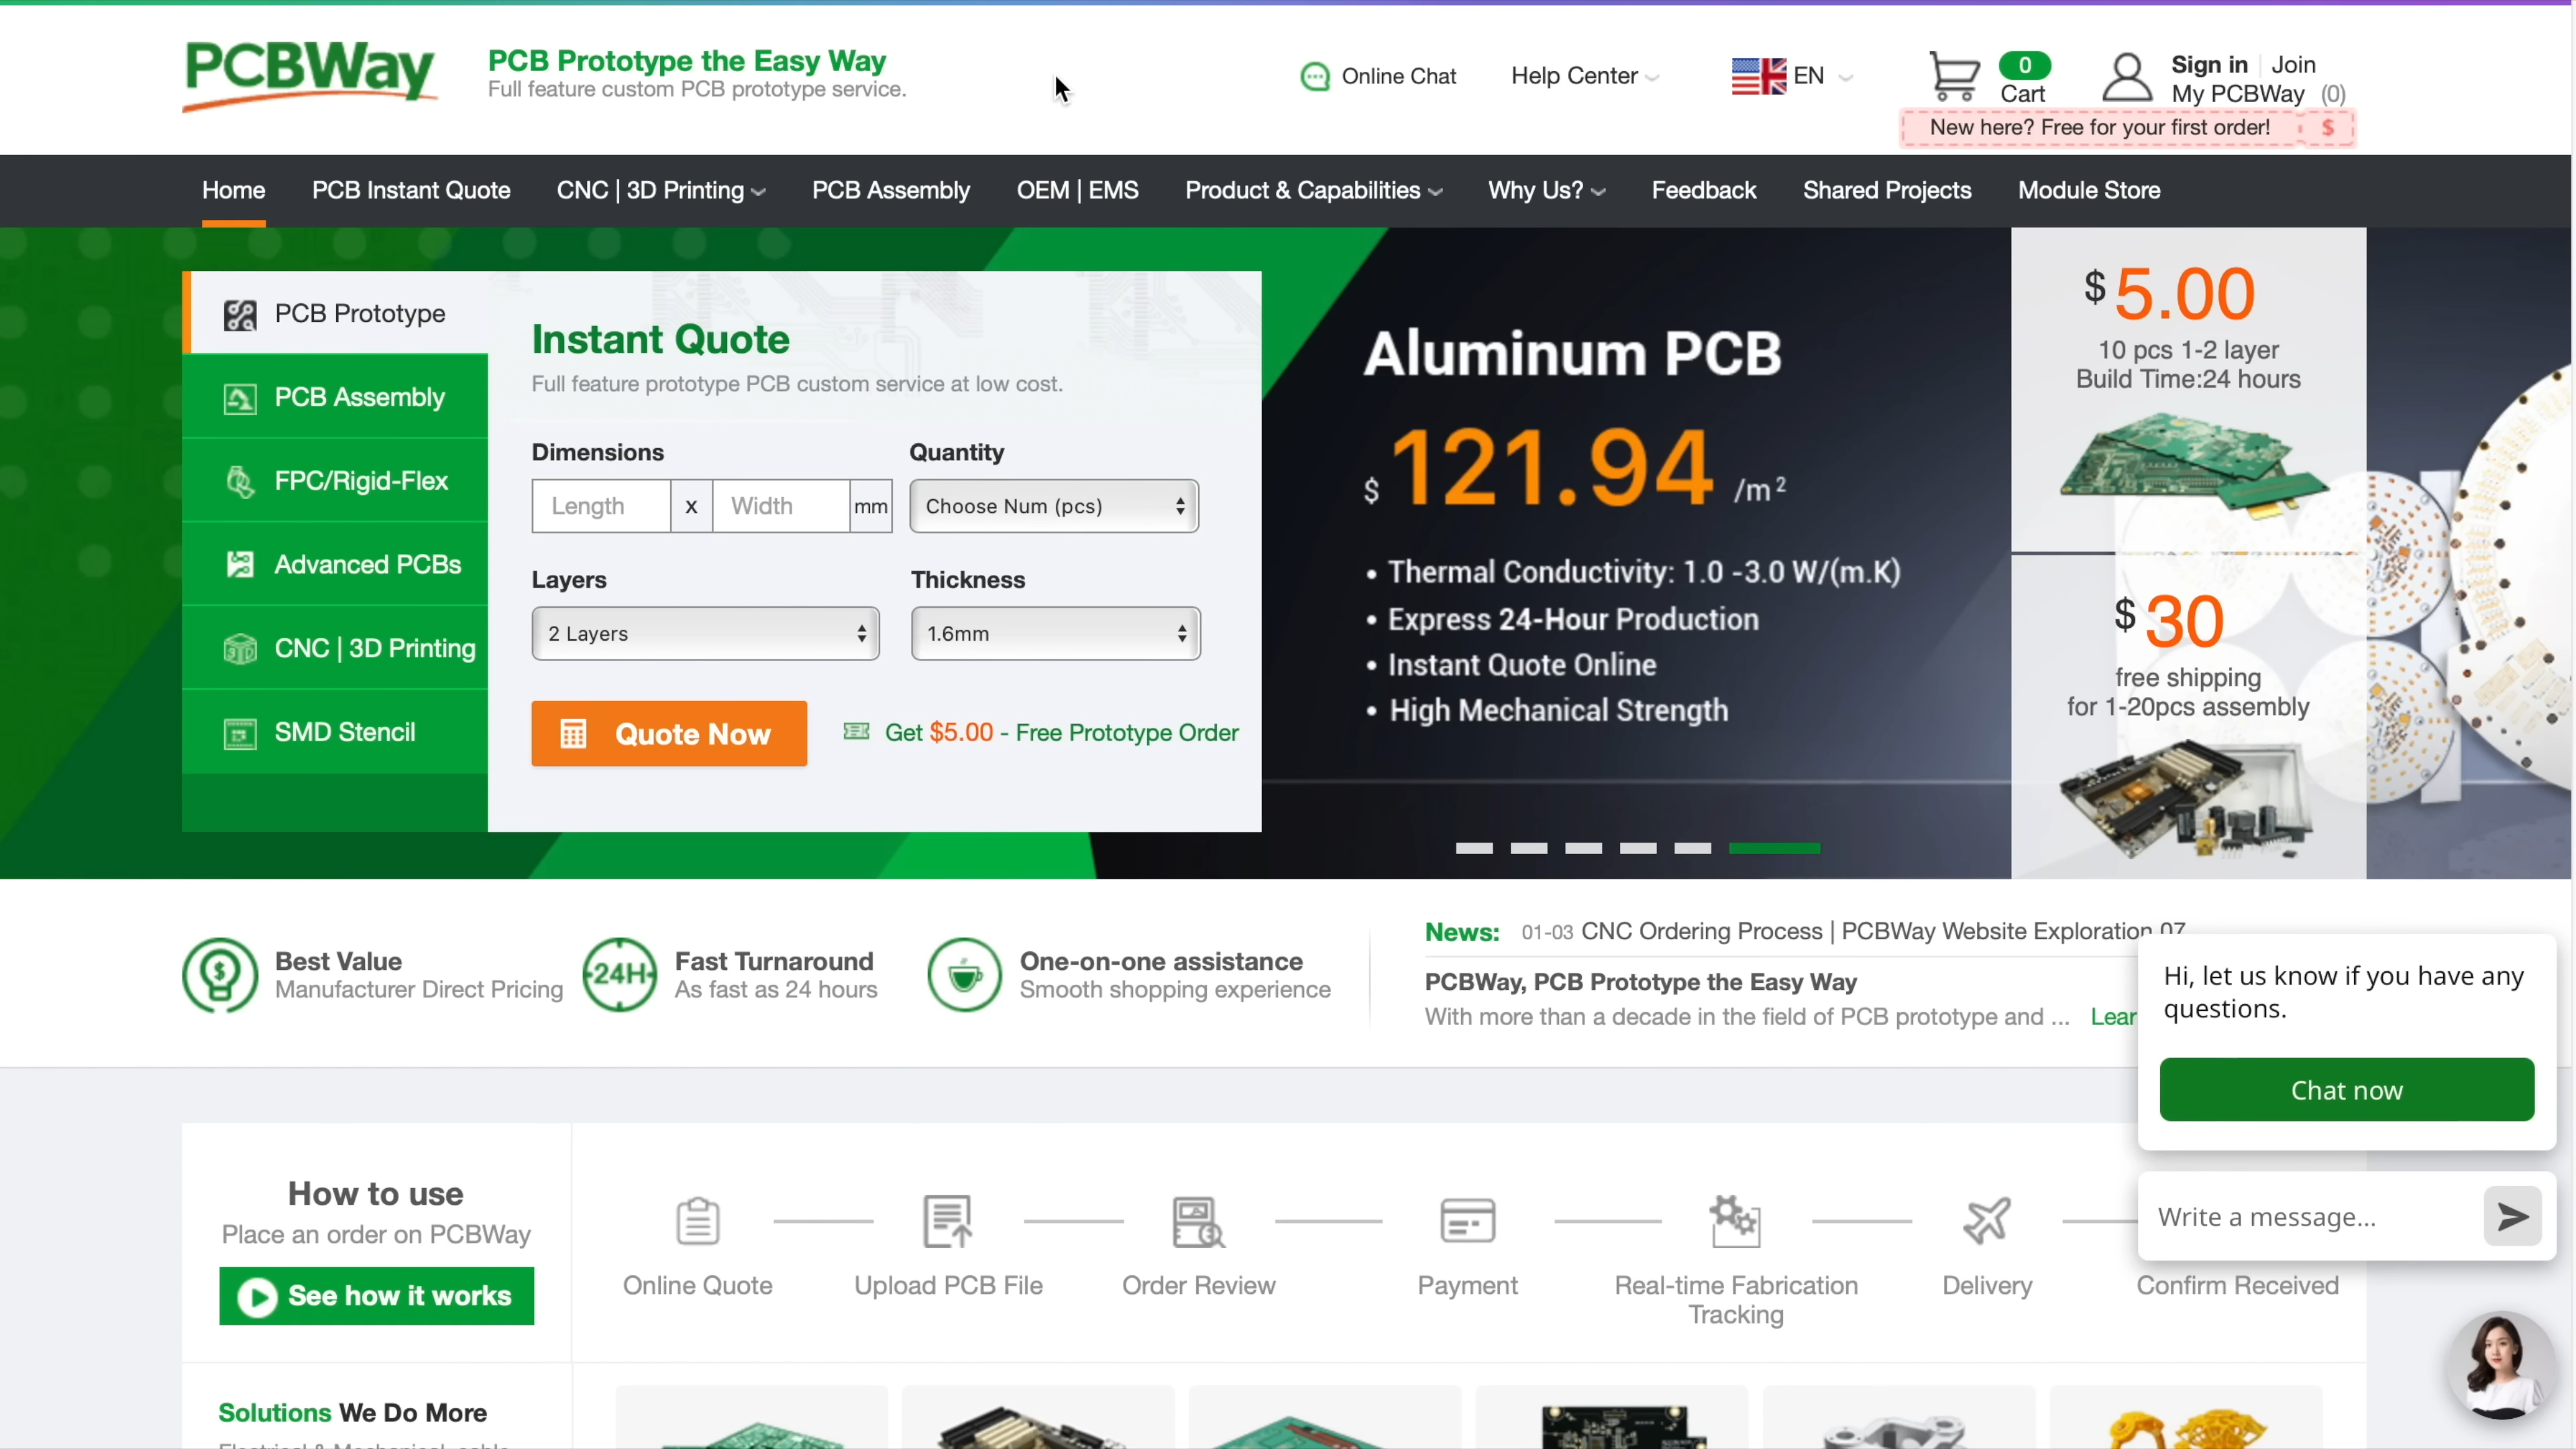 PCBWay
PCB Prototype the Easy Way
Full feature custom PCB prototype service.
Online Chat
Help Center
EN
0
Cart
Sign in | Join
My PCBWay (0)
New here? Free for your first order! $
Home
PCB Instant Quote
CNC | 3D Printing
PCB Assembly
OEM | EMS
Product & Capabilities
Why Us?
Feedback
Shared Projects
Module Store
PCB Prototype
PCB Assembly
FPC/Rigid-Flex
Advanced PCBs
CNC | 3D Printing
SMD Stencil
Instant Quote
Full feature prototype PCB custom service at low cost.
Dimensions
Quantity
Length x Width mm
Choose Num (pcs)
Layers
Thickness
2 Layers
1.6mm
Quote Now
Get $5.00 - Free Prototype Order
Aluminum PCB
$ 121.94 /m²
• Thermal Conductivity: 1.0 -3.0 W/(m.K)
• Express 24-Hour Production
• Instant Quote Online
• High Mechanical Strength
$ 5.00
10 pcs 1-2 layer
Build Time:24 hours
$ 30
free shipping
for 1-20pcs assembly
Best Value
Manufacturer Direct Pricing
24H
Fast Turnaround
As fast as 24 hours
One-on-one assistance
Smooth shopping experience
News: 01-03 CNC Ordering Process | PCBWay Website Exploration 07
PCBWay, PCB Prototype the Easy Way
With more than a decade in the field of PCB prototype and ... Lear
Hi, let us know if you have any
questions.
Chat now
Write a message...
How to use
Place an order on PCBWay
See how it works
Online Quote
Upload PCB File
Order Review
Payment
Real-time Fabrication
Tracking
Delivery
Confirm Received
Solutions We Do More